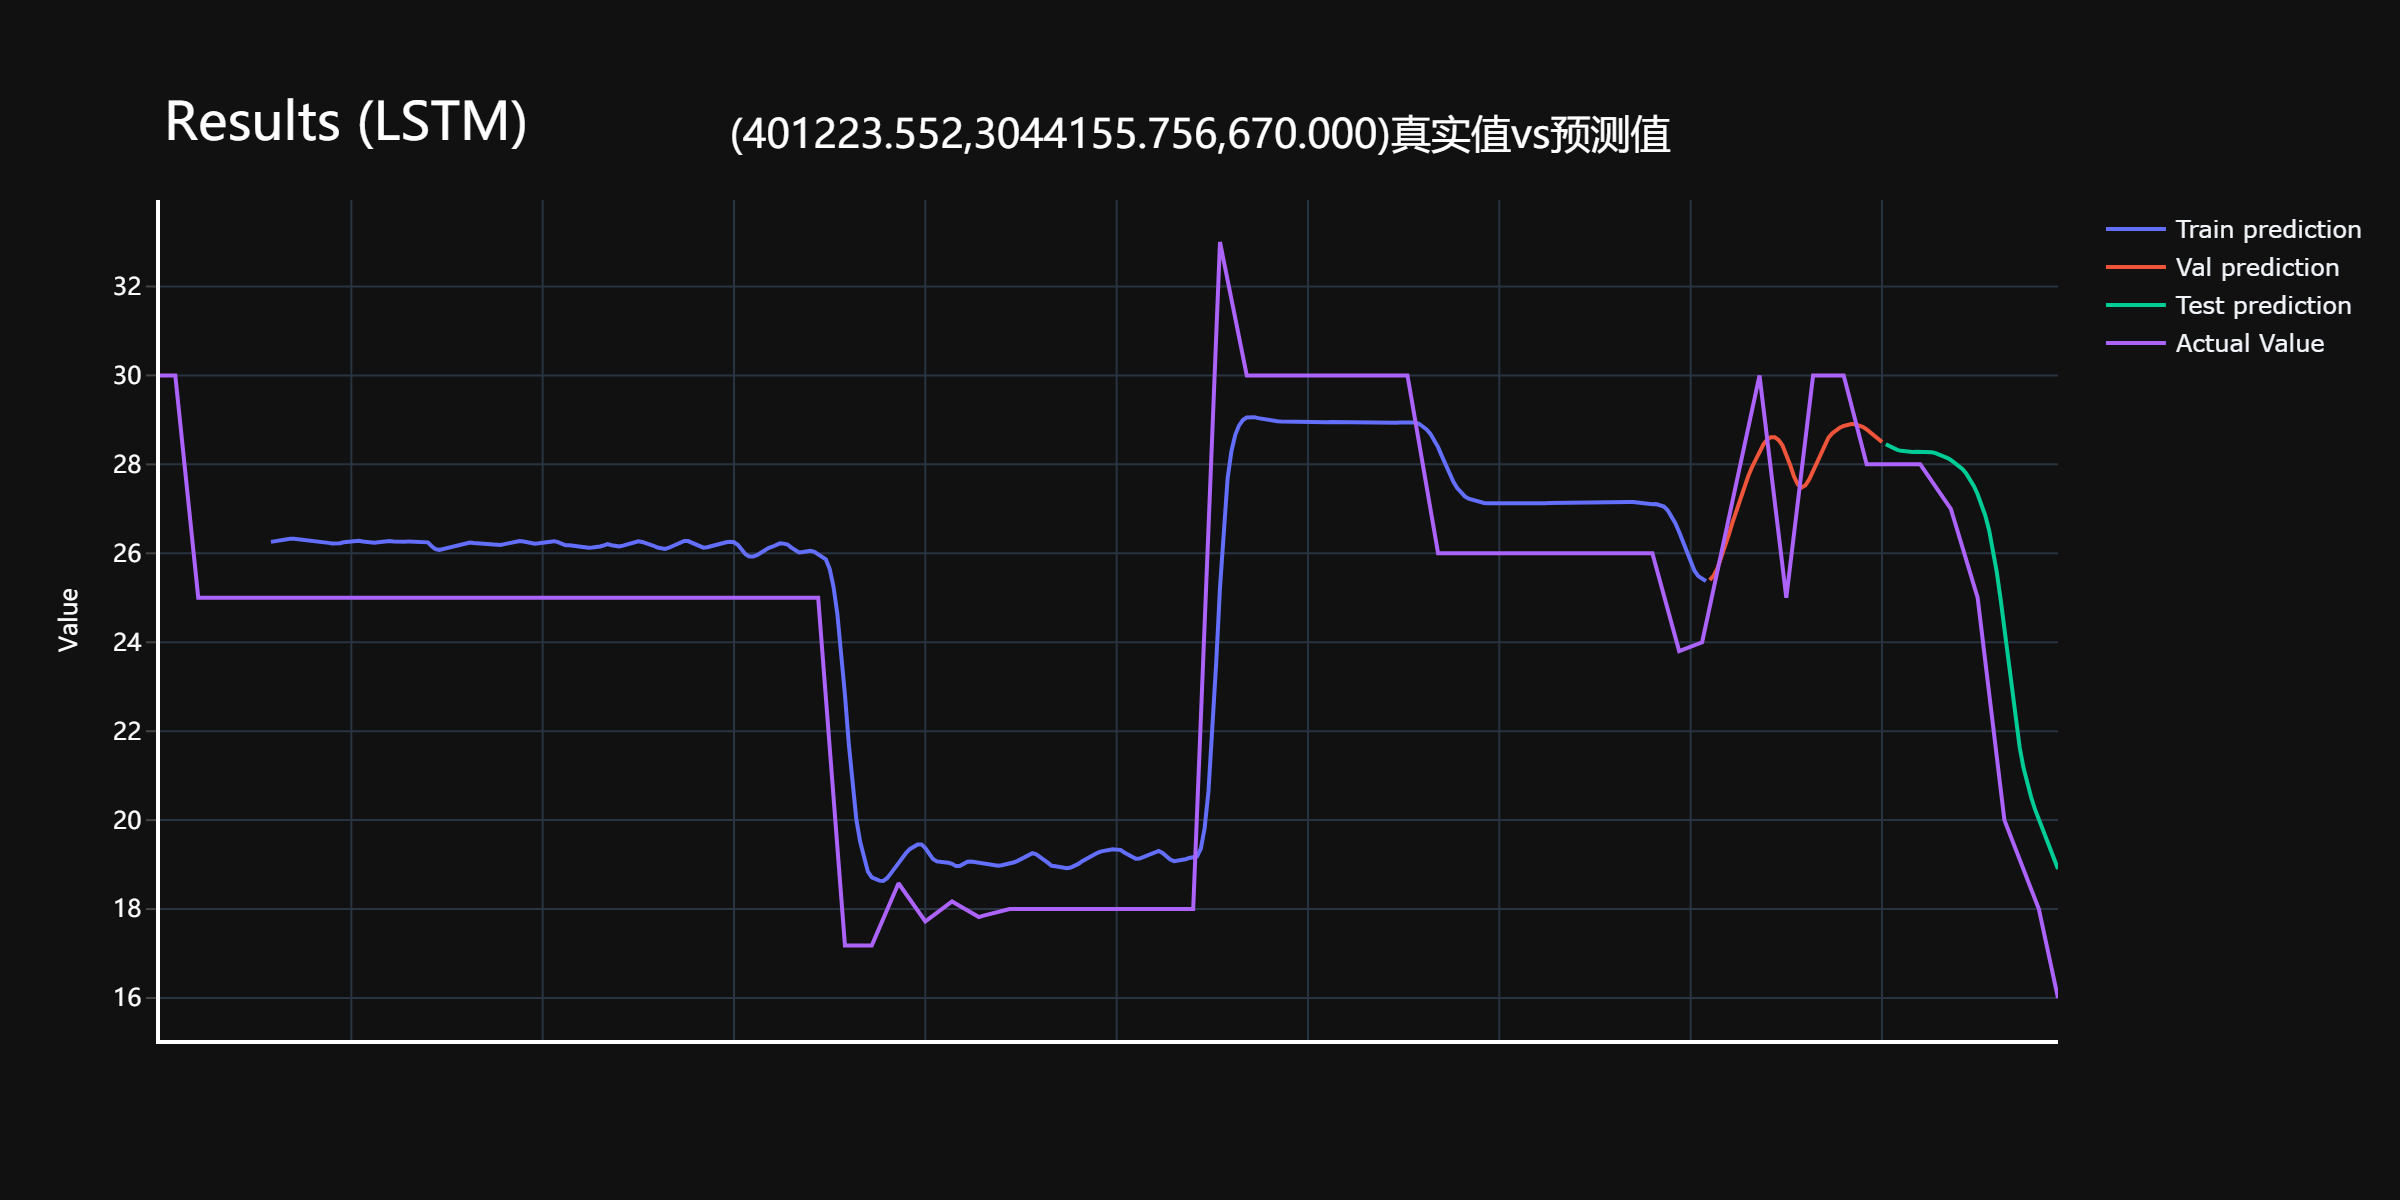 Results (LSTM)
(401223.552,3044155.756,670.000)真实值vs预测值
Train prediction
Val prediction
Test prediction
Actual Value
32
30
28
26
24
22
20
18
16
Value